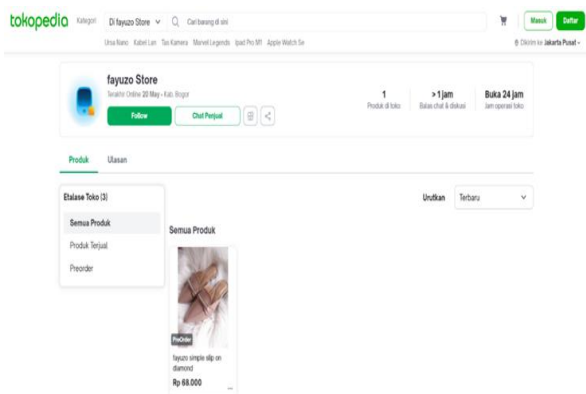 tokopedia Kategori Di fayuzo Store Cari barang di sini Masuk Daftar
Ursa Nano Kabel Lan Tas Kamera Marvel Legends Ipad Pro M1 Apple Watch Se Dikirim ke Jakarta Pusat
fayuzo Store
Terakhir Online 20 May • Kab. Bogor
Follow Chat Penjual
1
Produk di toko
> 1 jam
Balas chat & diskusi
Buka 24 jam
Jam operasi toko
Produk Ulasan
Etalase Toko (3)
Semua Produk
Produk Terjual
Preorder
Urutkan Terbaru
Semua Produk
PreOrder
fayuzo simple slip on
diamond
Rp 68.000